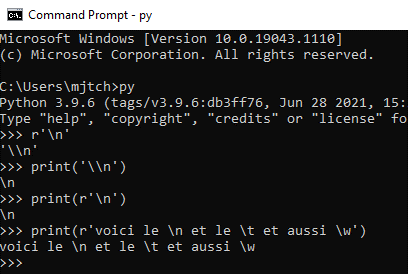 Command Prompt - py
Microsoft Windows [Version 10.0.19043.1110]
(c) Microsoft Corporation. All rights reserved.
C:\Users\mjtch>py
Python 3.9.6 (tags/v3.9.6:db3ff76, Jun 28 2021, 15:
Type "help", "copyright", "credits" or "license" fo
>>> r'\n'
'\\n'
>>> print('\\n')
\n
>>> print(r'\n')
\n
>>> print(r'voici le \n et le \t et aussi \w')
voici le \n et le \t et aussi \w
>>>